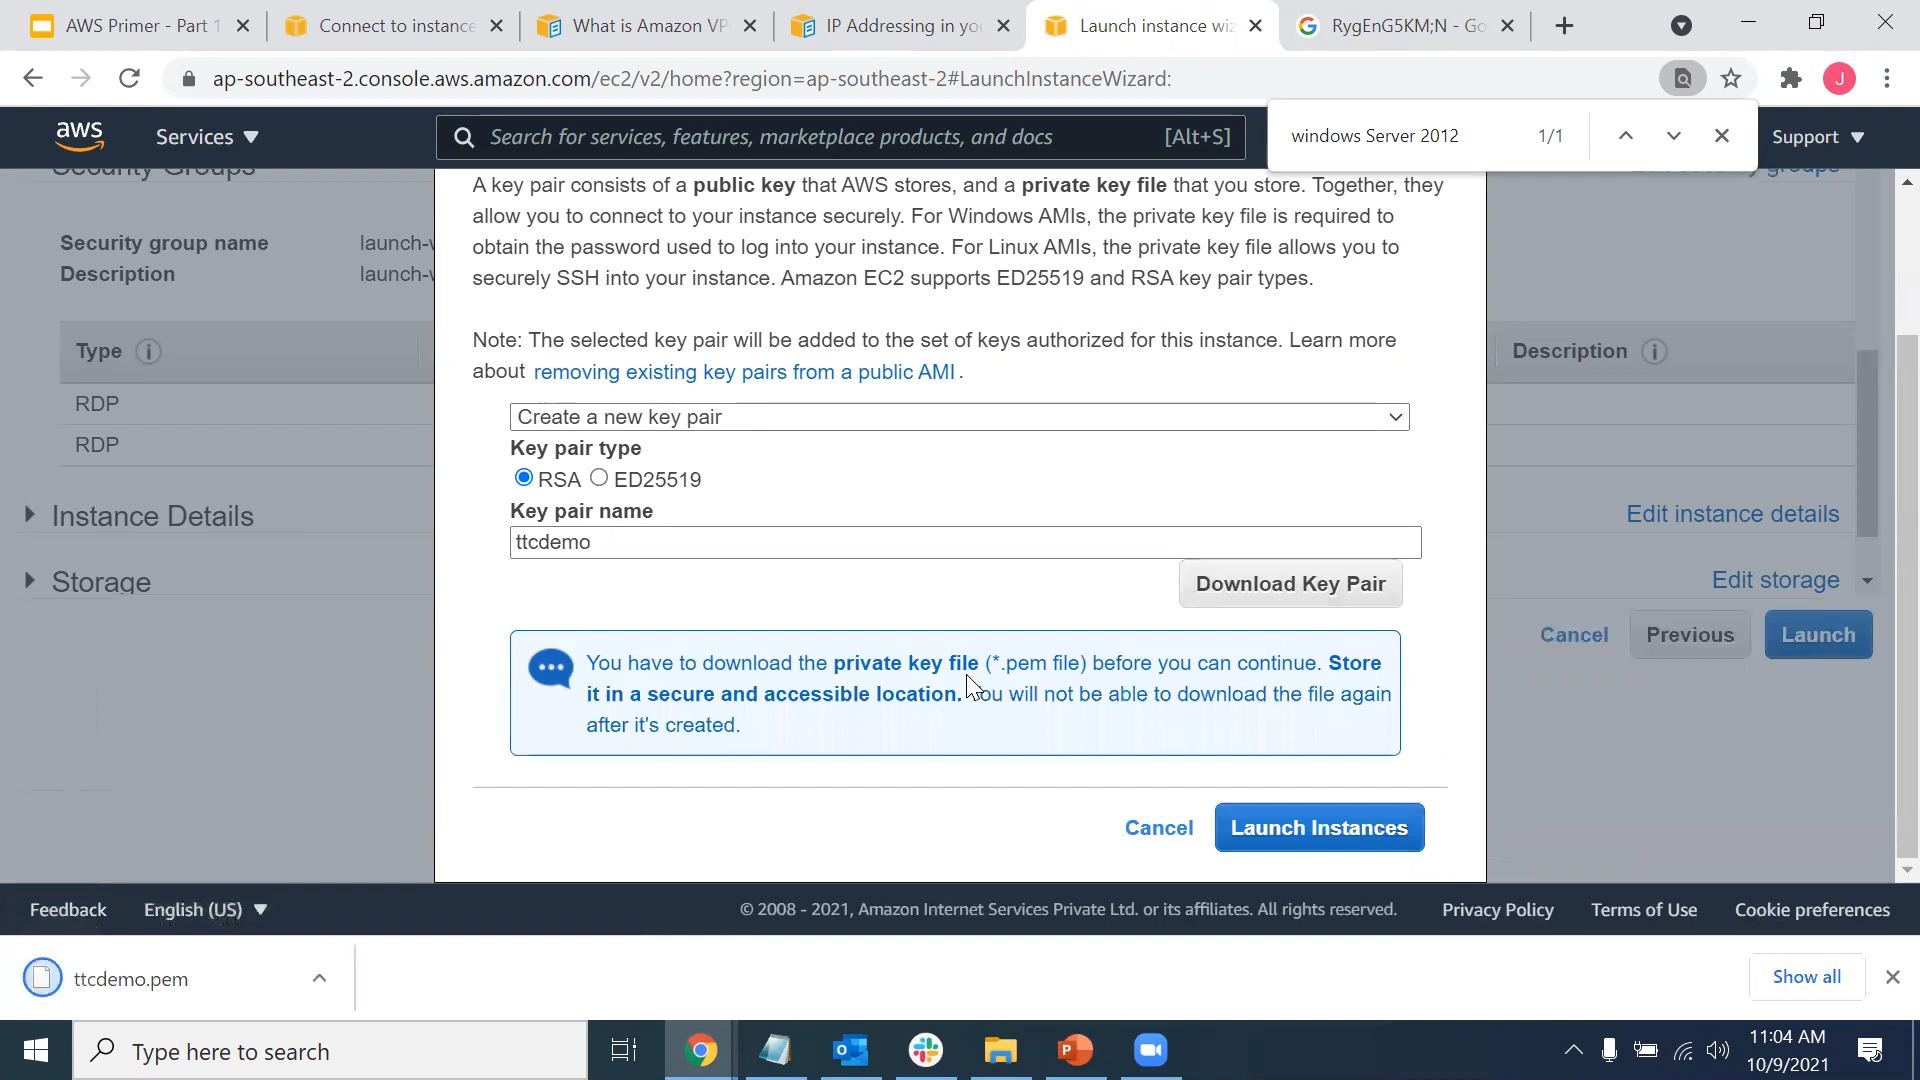 AWS Primer - Part 1
Connect to instance
What is Amazon VP
IP Addressing in yo
Launch instance wiz
RygEnG5KM;N - Go
ap-southeast-2.console.aws.amazon.com/ec2/v2/home?region=ap-southeast-2#LaunchInstanceWizard:
J
windows Server 2012
1/1
aws
Services
Search for services, features, marketplace products, and docs
[Alt+S]
Support
Security Groups
Edit security groups
A key pair consists of a public key that AWS stores, and a private key file that you store. Together, they
allow you to connect to your instance securely. For Windows AMIs, the private key file is required to
obtain the password used to log into your instance. For Linux AMIs, the private key file allows you to
securely SSH into your instance. Amazon EC2 supports ED25519 and RSA key pair types.
Security group name
launch-w
Description
launch-w
Note: The selected key pair will be added to the set of keys authorized for this instance. Learn more
about removing existing key pairs from a public AMI.
Type
Description
RDP
RDP
Create a new key pair
Key pair type
RSA
ED25519
Key pair name
ttcdemo
Download Key Pair
Instance Details
Edit instance details
Storage
Edit storage
You have to download the private key file (*.pem file) before you can continue. Store
it in a secure and accessible location. You will not be able to download the file again
after it's created.
Cancel
Previous
Launch
Cancel
Launch Instances
Feedback
English (US)
© 2008 - 2021, Amazon Internet Services Private Ltd. or its affiliates. All rights reserved.
Privacy Policy
Terms of Use
Cookie preferences
ttcdemo.pem
Show all
Type here to search
11:04 AM
10/9/2021